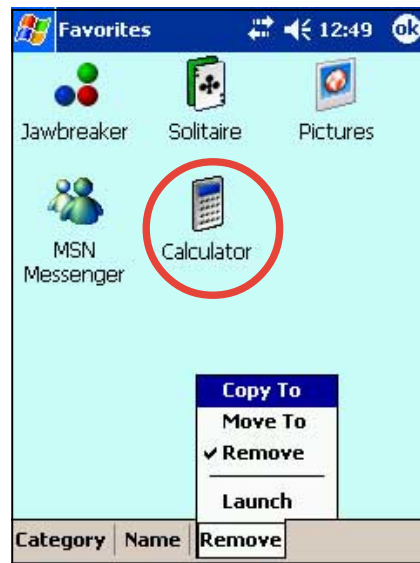 Favorites 12:49 ok
Jawbreaker Solitaire Pictures
MSN
Messenger
Calculator
Copy To
Move To
Remove
Launch
Category Name Remove